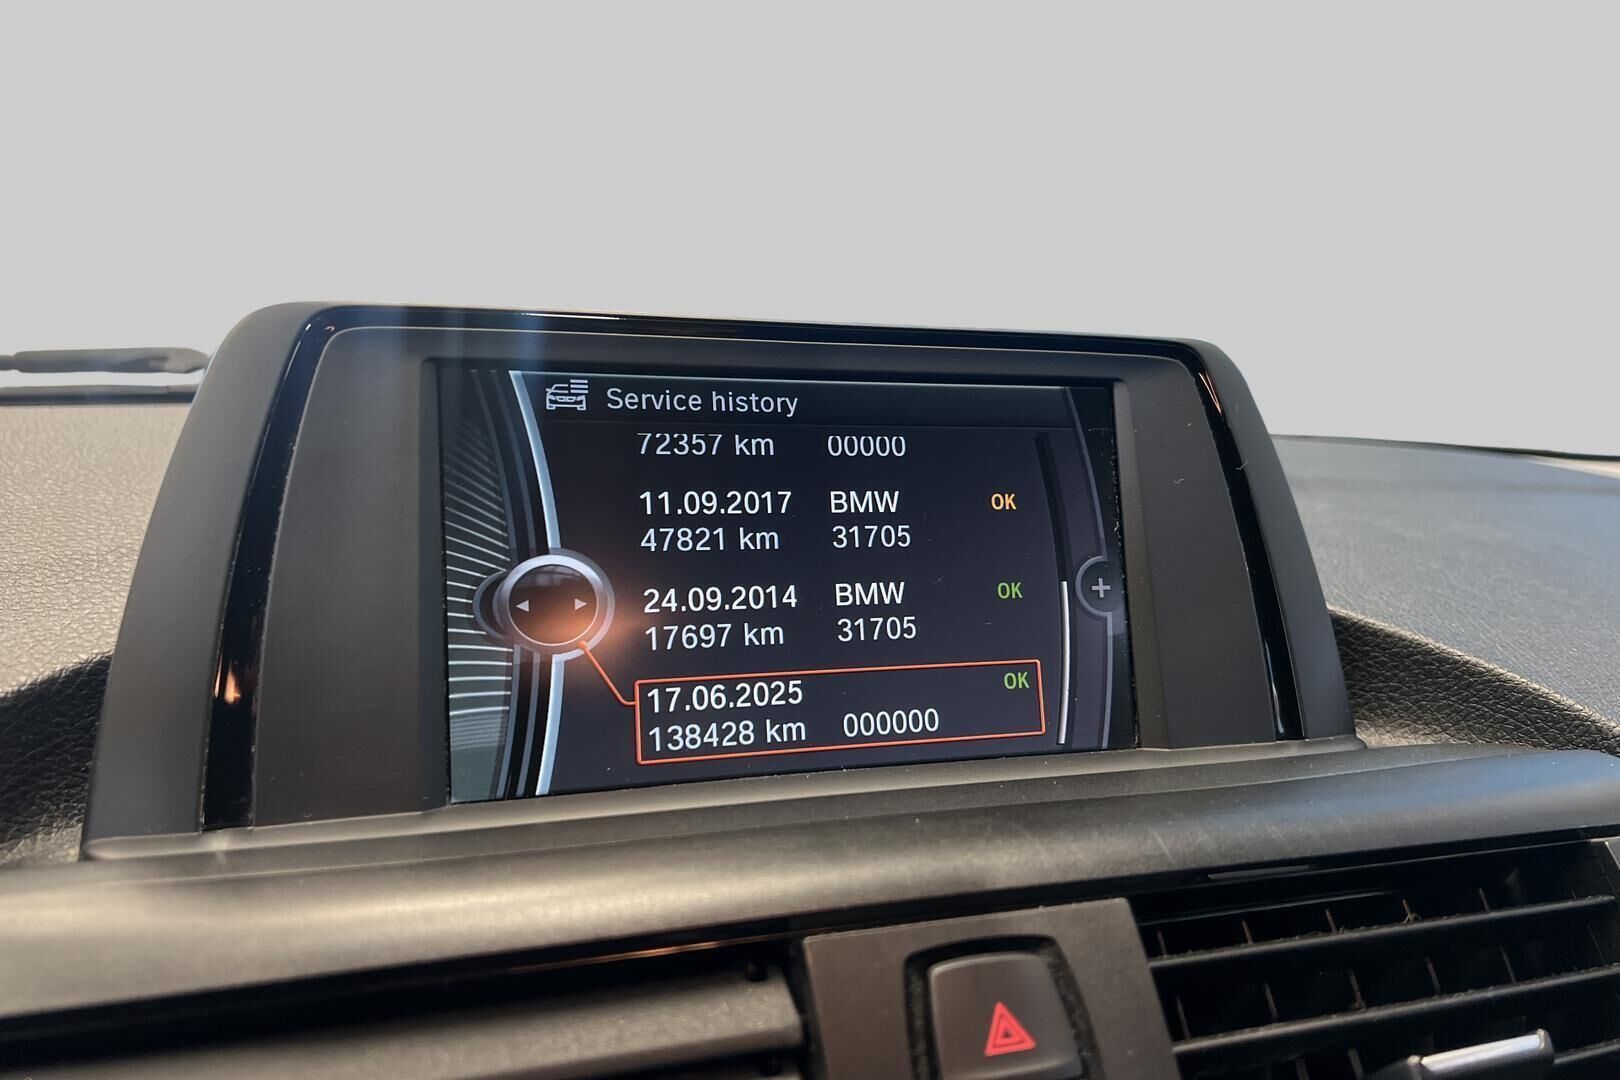 Service history
72357 km 00000
11.09.2017 BMW OK
47821 km 31705
24.09.2014 BMW OK
17697 km 31705
17.06.2025 OK
138428 km 000000
+